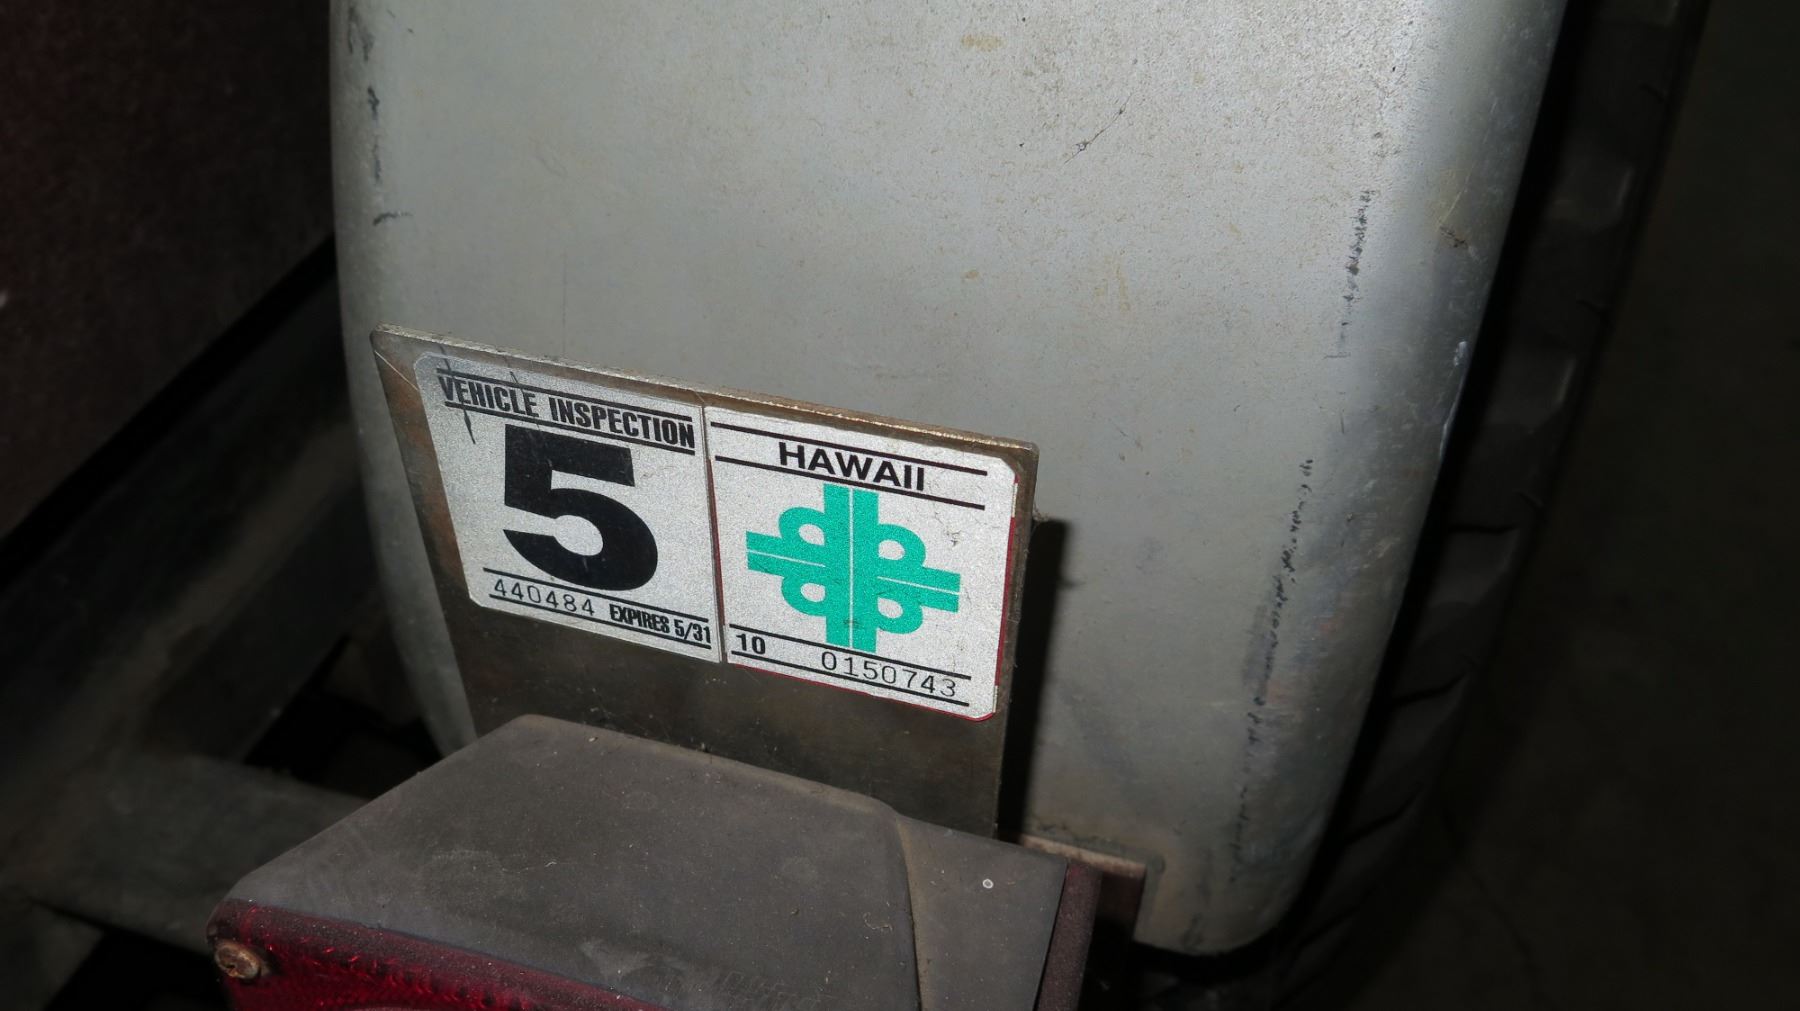 VEHICLE INSPECTION
5
440484 EXPIRES 5/31
HAWAII
10 0150743